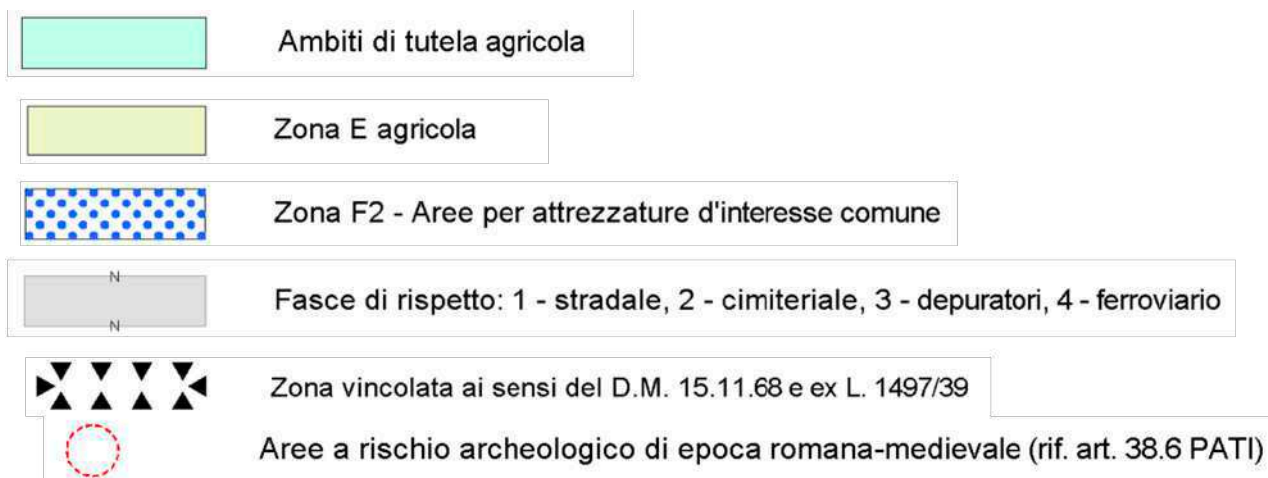 Ambiti di tutela agricola
Zona E agricola
Zona F2 - Aree per attrezzature d'interesse comune
N
Fasce di rispetto: 1 - stradale, 2 - cimiteriale, 3 - depuratori, 4 - ferroviario
N
Zona vincolata ai sensi del D.M. 15.11.68 e ex L. 1497/39
Aree a rischio archeologico di epoca romana-medievale (rif. art. 38.6 PATI)